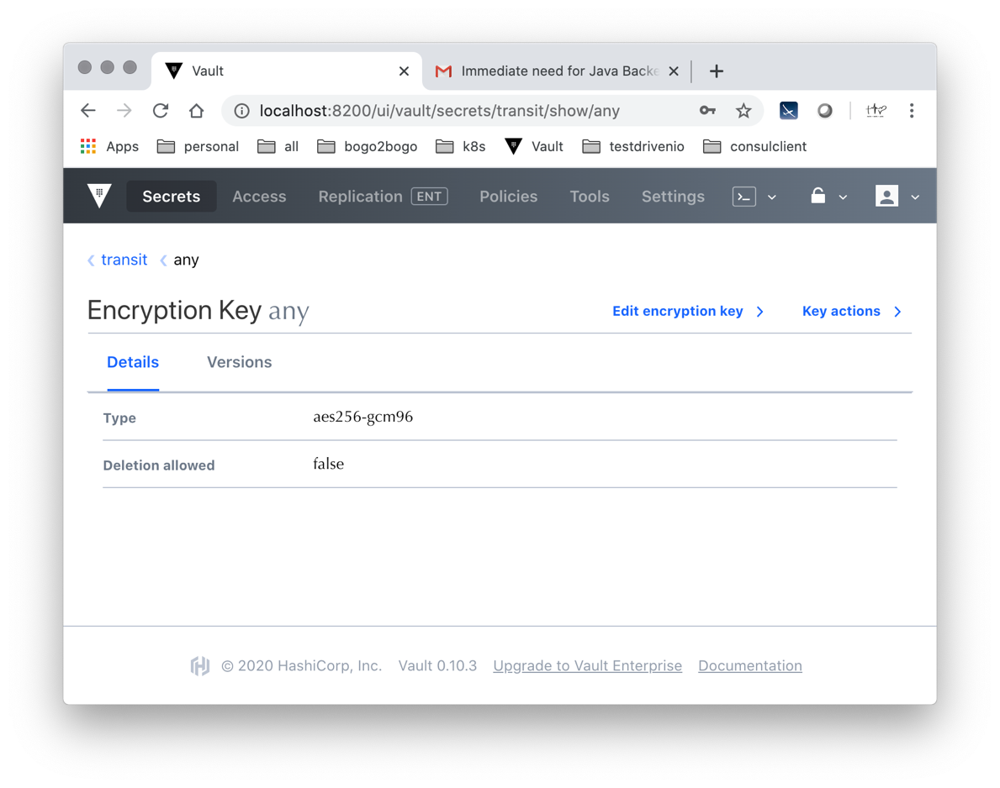 Vault
Immediate need for Java Backe
localhost:8200/ui/vault/secrets/transit/show/any
Apps personal all bogo2bogo k8s Vault testdrivenio consulclient
Secrets Access Replication ENT Policies Tools Settings
transit any
Encryption Key any
Edit encryption key Key actions
Details Versions
Type aes256-gcm96
Deletion allowed false
© 2020 HashiCorp, Inc. Vault 0.10.3 Upgrade to Vault Enterprise Documentation